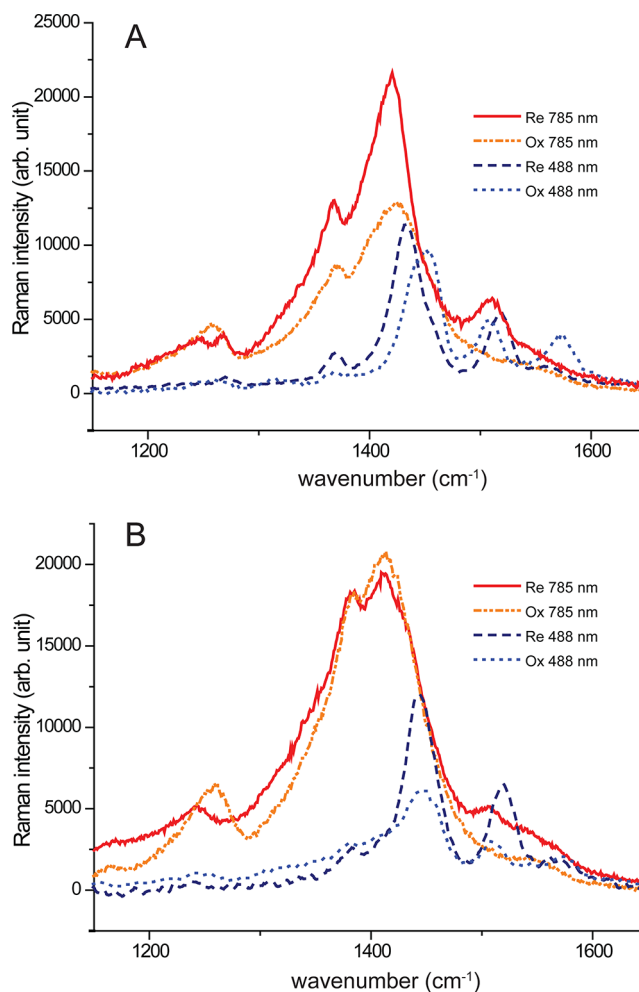 A
25000
20000
15000
10000
5000
0
Raman intensity (arb. unit)
Re 785 nm
Ox 785 nm
Re 488 nm
Ox 488 nm
1200 1400 1600
wavenumber (cm⁻¹)
B
20000
15000
10000
5000
0
Raman intensity (arb. unit)
Re 785 nm
Ox 785 nm
Re 488 nm
Ox 488 nm
1200 1400 1600
wavenumber (cm⁻¹)